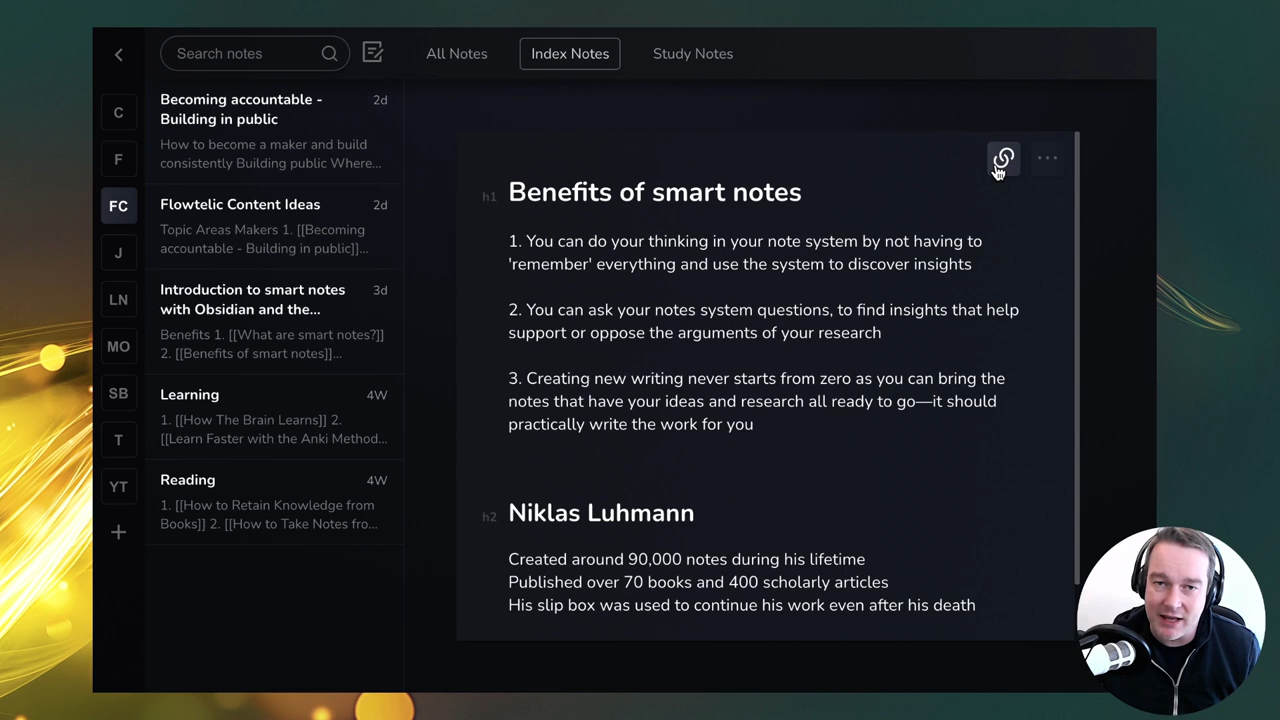 Search notes
All Notes
Index Notes
Study Notes
C
F
FC
J
LN
MO
SB
T
YT
Becoming accountable -
Building in public
2d
How to become a maker and build
consistently Building public Where...
Flowtelic Content Ideas
2d
Topic Areas Makers 1. [[Becoming
accountable - Building in public]]...
Introduction to smart notes
with Obsidian and the...
3d
Benefits 1. [[What are smart notes?]]
2. [[Benefits of smart notes]]...
Learning
4W
1. [[How The Brain Learns]] 2.
[[Learn Faster with the Anki Method...
Reading
4W
1. [[How to Retain Knowledge from
Books]] 2. [[How to Take Notes fro...
h1 Benefits of smart notes
1. You can do your thinking in your note system by not having to
'remember' everything and use the system to discover insights
2. You can ask your notes system questions, to find insights that help
support or oppose the arguments of your research
3. Creating new writing never starts from zero as you can bring the
notes that have your ideas and research all ready to go—it should
practically write the work for you
h2 Niklas Luhmann
Created around 90,000 notes during his lifetime
Published over 70 books and 400 scholarly articles
His slip box was used to continue his work even after his death